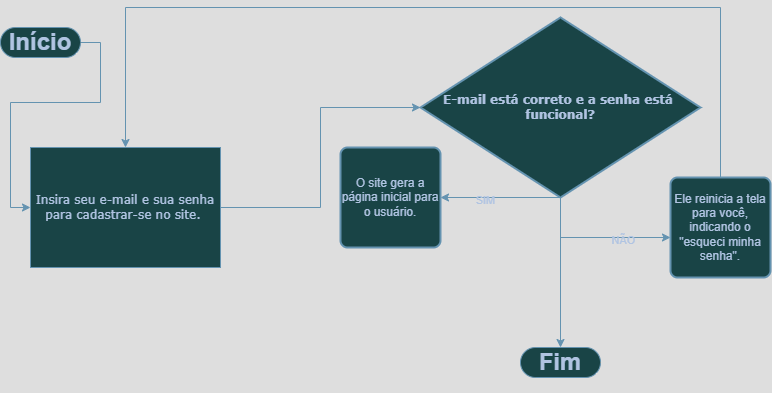 Início
E-mail está correto e a senha está
funcional?
Insira seu e-mail e sua senha
para cadastrar-se no site.
O site gera a
página inicial para
o usuário.
SIM
Ele reinicia a tela
para você,
indicando o
"esqueci minha
senha".
NÃO
Fim